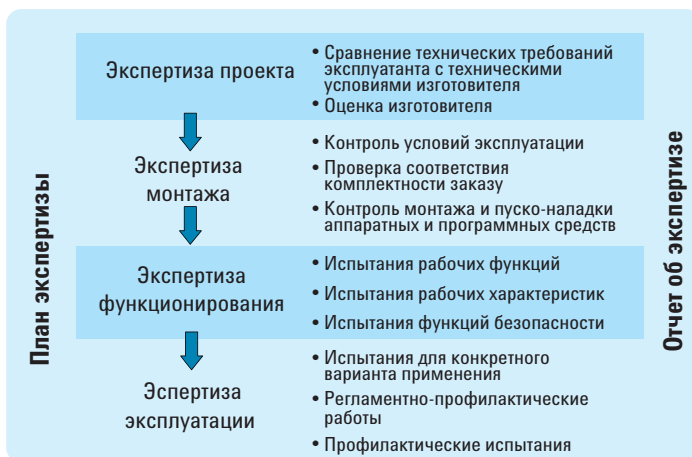 План экспертизы
Экспертиза проекта
• Сравнение технических требований
эксплуатанта с техническими
условиями изготовителя
• Оценка изготовителя
Экспертиза
монтажа
• Контроль условий эксплуатации
• Проверка соответствия
комплектности заказу
• Контроль монтажа и пуско-наладки
аппаратных и программных средств
Экспертиза
функционирования
• Испытания рабочих функций
• Испытания рабочих характеристик
• Испытания функций безопасности
Эспертиза
эксплуатации
• Испытания для конкретного
варианта применения
• Регламентно-профилактические
работы
• Профилактические испытания
Отчет об экспертизе